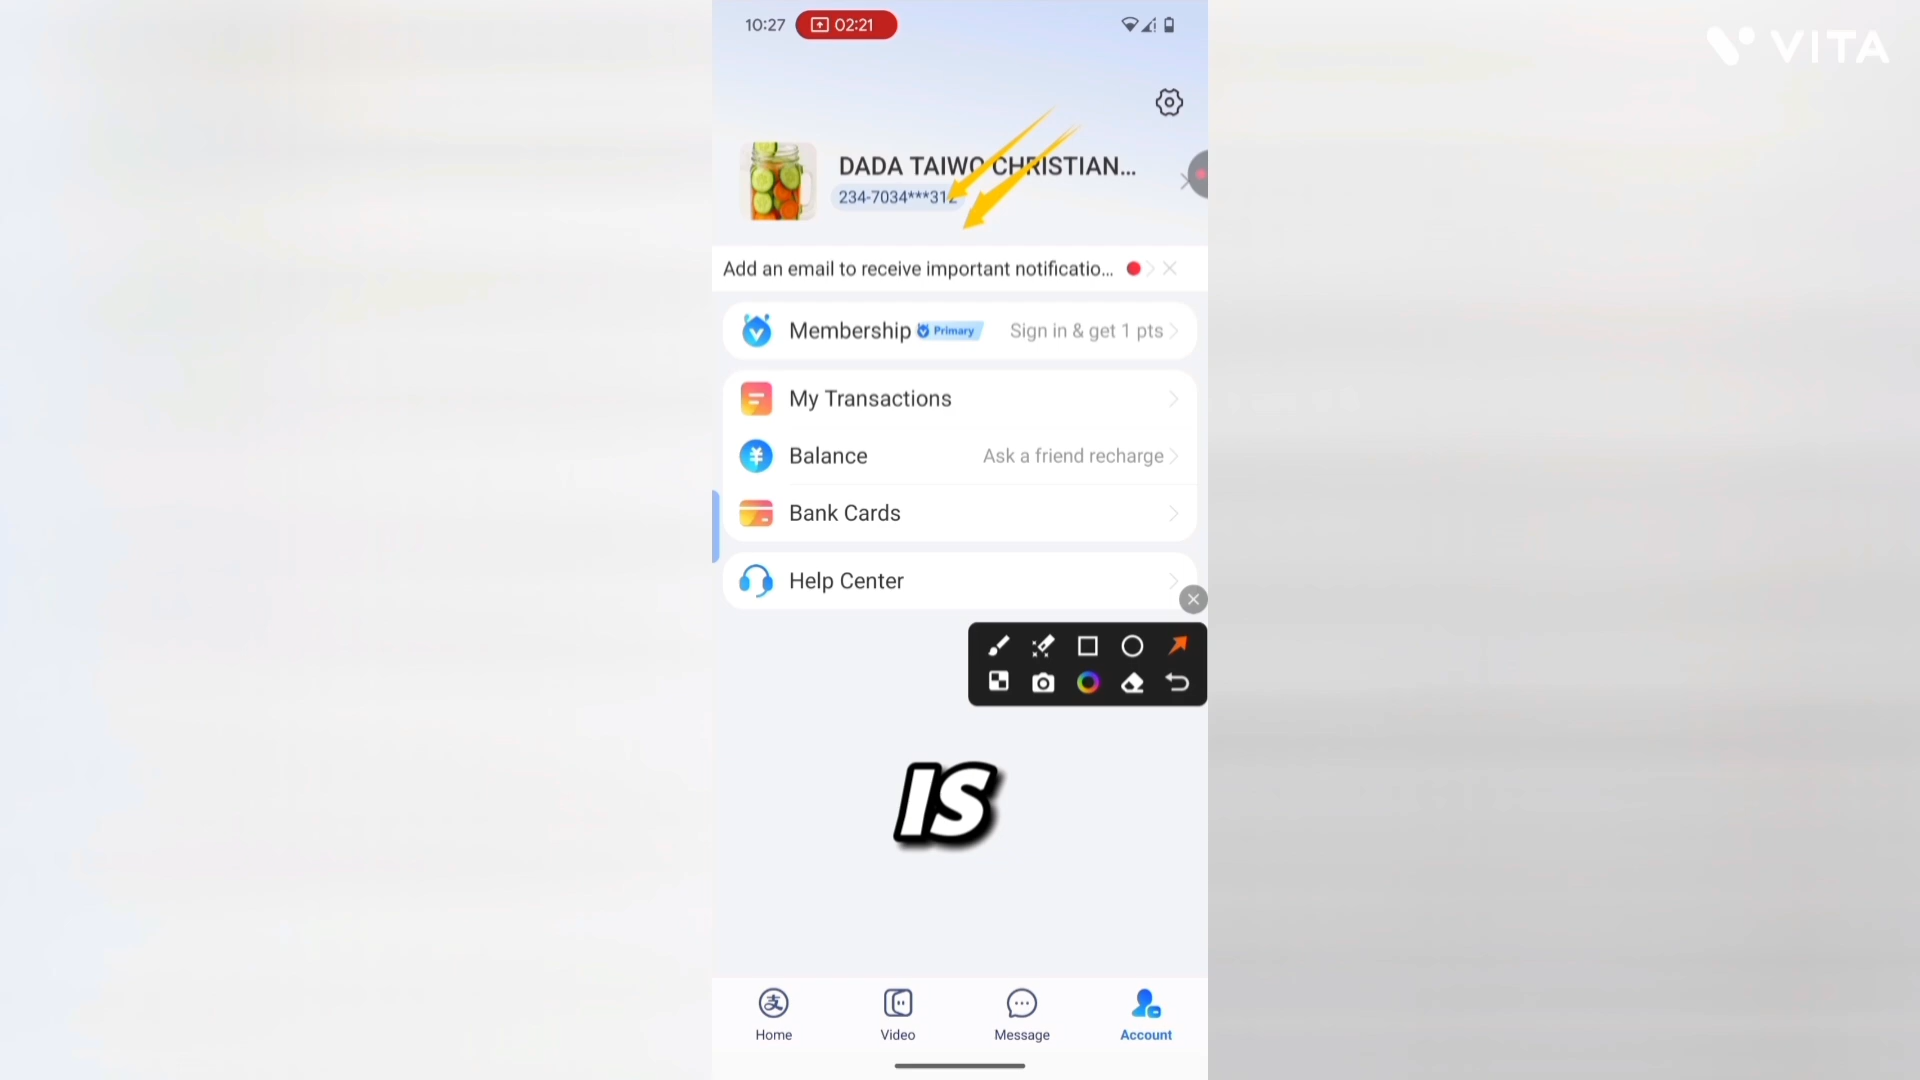 10:27 02:21
VITA
DADA TAIWO CHRISTIAN...
234-7034***312
Add an email to receive important notificatio...
Membership Primary Sign in & get 1 pts
My Transactions
Balance Ask a friend recharge
Bank Cards
Help Center
IS
Home Video Message Account